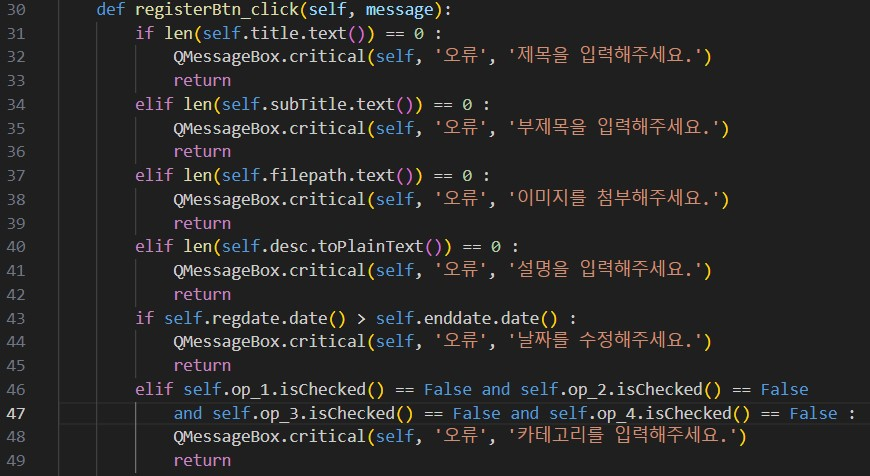 30 def registerBtn_click(self, message):
31 if len(self.title.text()) == 0 :
32 QMessageBox.critical(self, '오류', '제목을 입력해주세요.')
33 return
34 elif len(self.subTitle.text()) == 0 :
35 QMessageBox.critical(self, '오류', '부제목을 입력해주세요.')
36 return
37 elif len(self.filepath.text()) == 0 :
38 QMessageBox.critical(self, '오류', '이미지를 첨부해주세요.')
39 return
40 elif len(self.desc.toPlainText()) == 0 :
41 QMessageBox.critical(self, '오류', '설명을 입력해주세요.')
42 return
43 if self.regdate.date() > self.enddate.date() :
44 QMessageBox.critical(self, '오류', '날짜를 수정해주세요.')
45 return
46 elif self.op_1.isChecked() == False and self.op_2.isChecked() == False
47 and self.op_3.isChecked() == False and self.op_4.isChecked() == False :
48 QMessageBox.critical(self, '오류', '카테고리를 입력해주세요.')
49 return